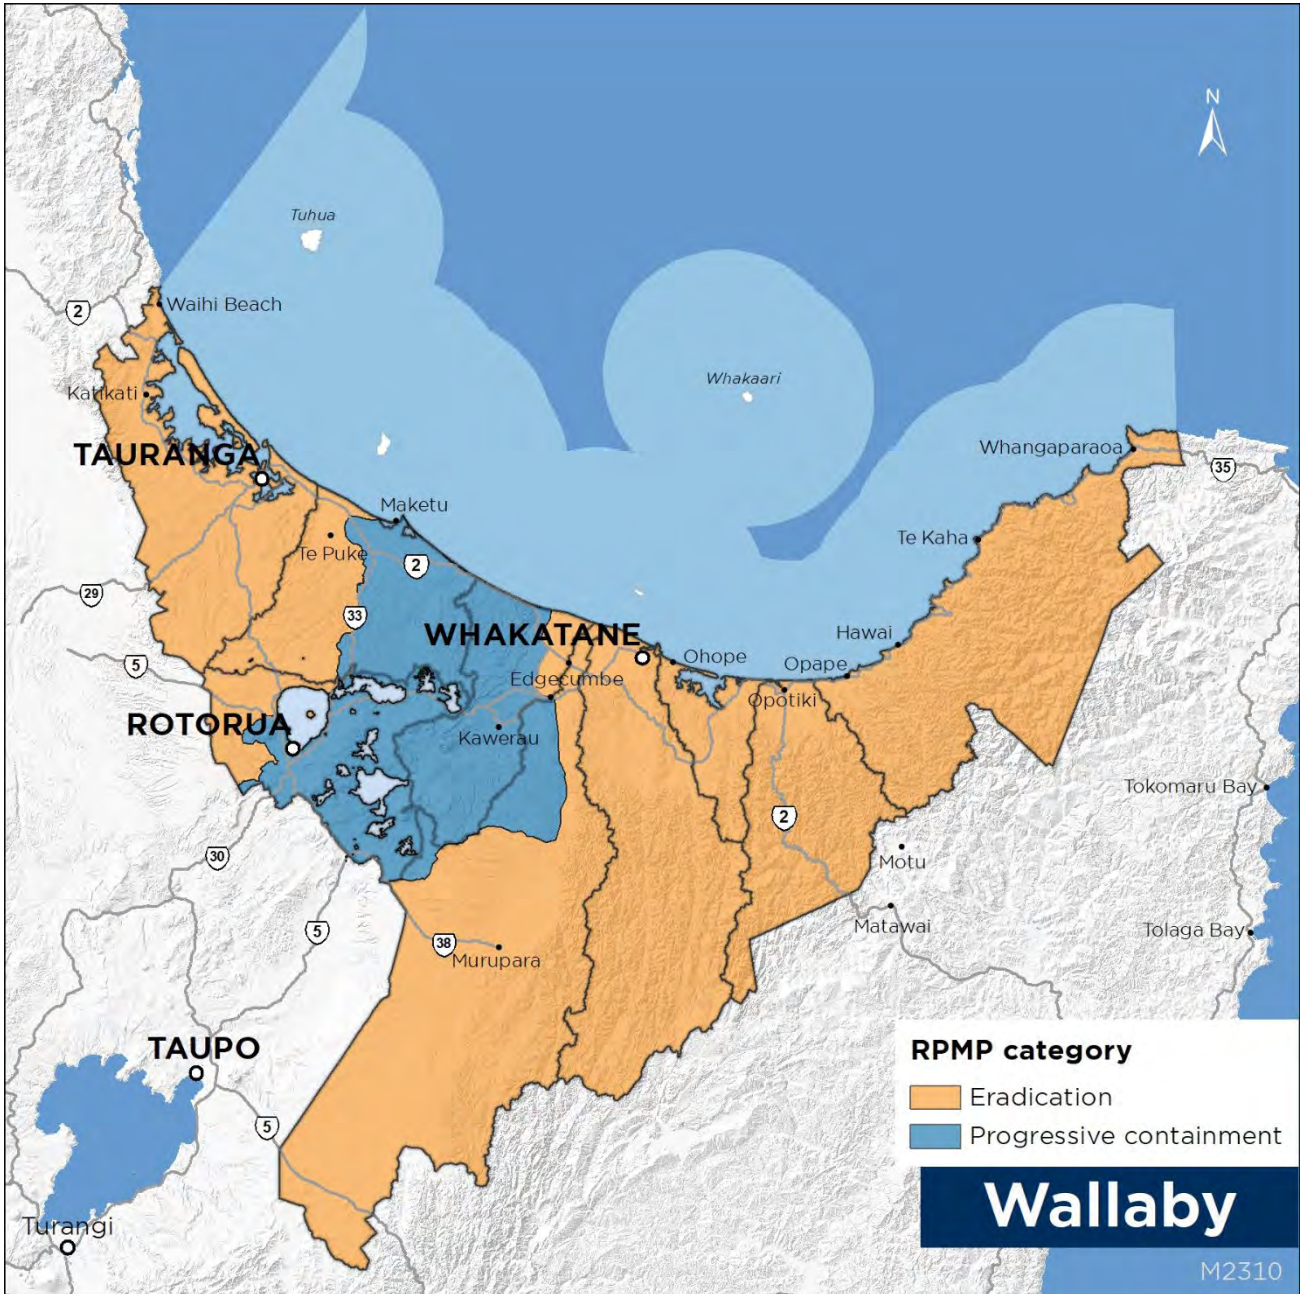 N
Tuhua
2
Waihi Beach
Whakaari
Katikati
TAURANGA
Whangaparaoa
35
Maketu
Te Puke
Te Kaha
2
29
33
WHAKATANE
Hawai
5
Ohope
Opape
Edgecumbe
Opotiki
ROTORUA
Kawerau
Tokomaru Bay
2
30
Motu
5
38
Matawai
Tolaga Bay
Murupara
TAUPO
5
Turangi
RPMP category
Eradication
Progressive containment
Wallaby
M2310